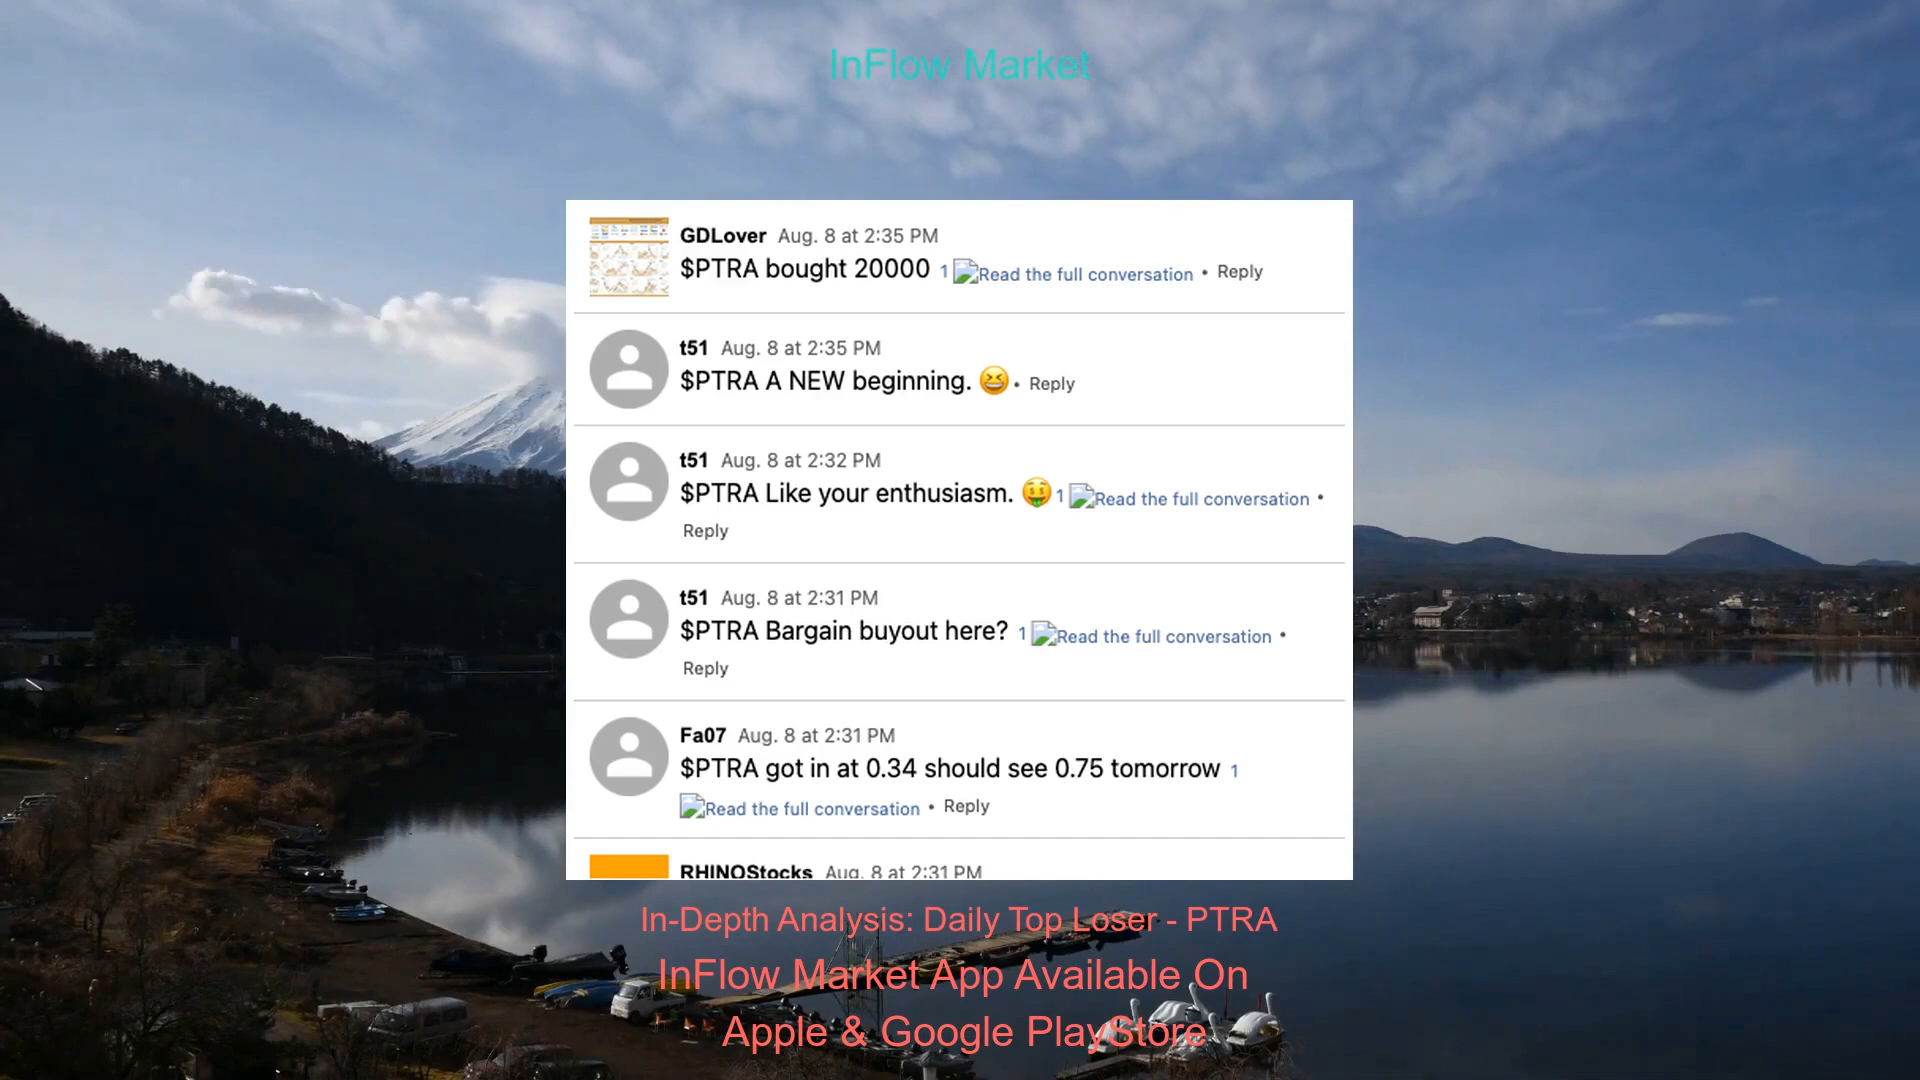 InFlow Market
GDLover Aug. 8 at 2:35 PM
$PTRA bought 20000 1 Read the full conversation • Reply
t51 Aug. 8 at 2:35 PM
$PTRA A NEW beginning. 😆 • Reply
t51 Aug. 8 at 2:32 PM
$PTRA Like your enthusiasm. 🤑 1 Read the full conversation •
Reply
t51 Aug. 8 at 2:31 PM
$PTRA Bargain buyout here? 1 Read the full conversation •
Reply
Fa07 Aug. 8 at 2:31 PM
$PTRA got in at 0.34 should see 0.75 tomorrow 1
Read the full conversation • Reply
RHINOStocks Aug. 8 at 2:31 PM
In-Depth Analysis: Daily Top Loser - PTRA
InFlow Market App Available On
Apple & Google PlayStore